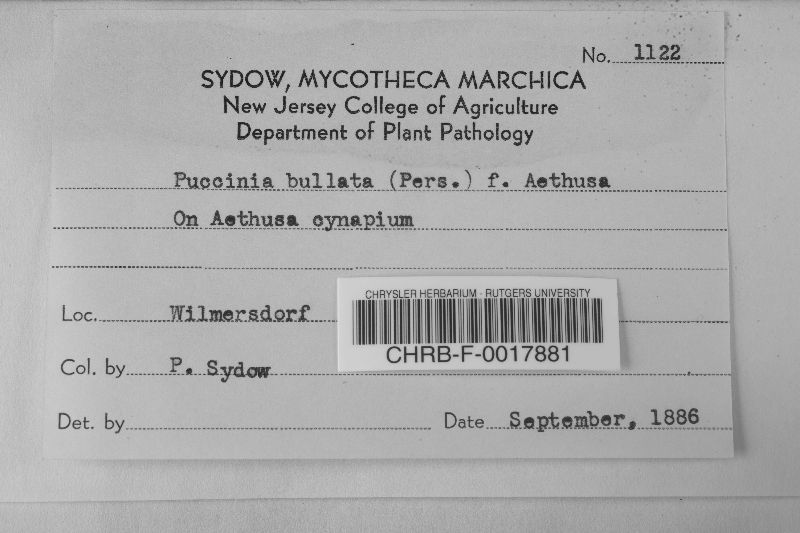 No. 1122
SYDOW, MYCOTHECA MARCHICA
New Jersey College of Agriculture
Department of Plant Pathology
Puccinia bullata (Pers.) f. Aethusa
On Aethusa cynapium
Loc. Wilmersdorf
CHRYSLER HERBARIUM - RUTGERS UNIVERSITY
CHRB-F-0017881
Col. by P. Sydow
Det. by Date September, 1886